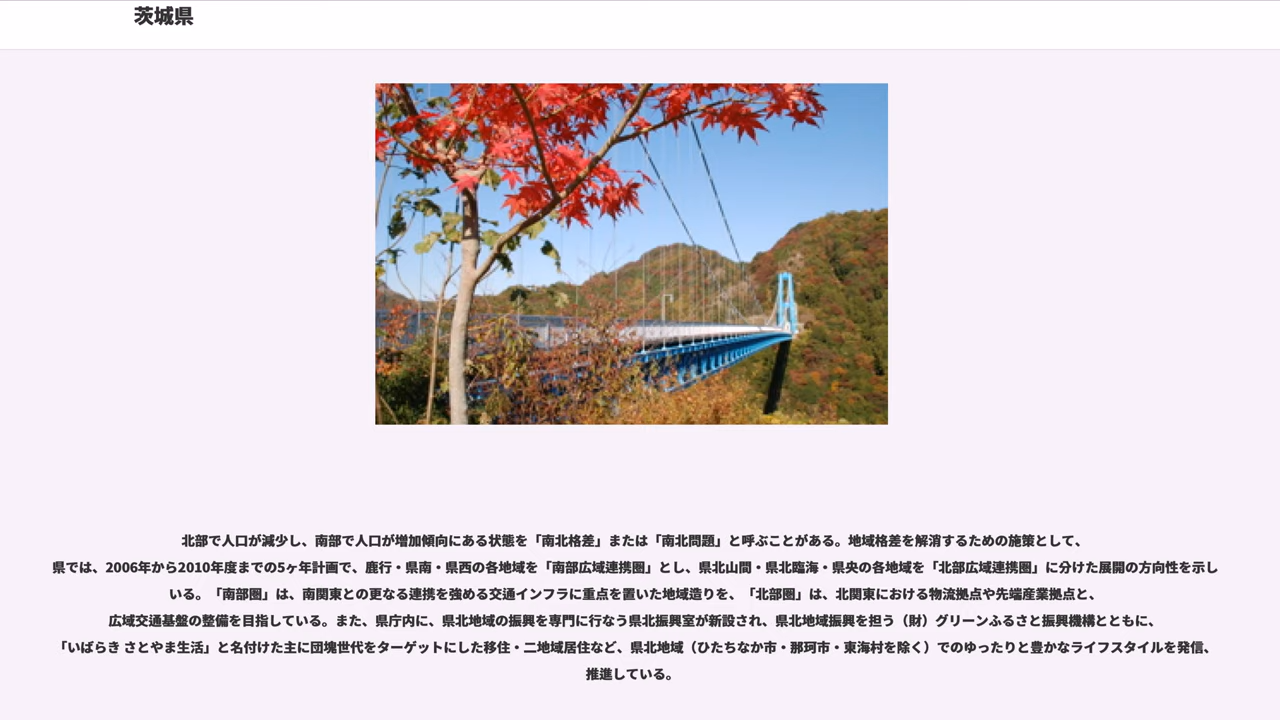 茨城県
北部で人口が減少し、南部で人口が増加傾向にある状態を「南北格差」または「南北問題」と呼ぶことがある。地域格差を解消するための施策として、
県では、2006年から2010年度までの5ヶ年計画で、鹿行・県南・県西の各地域を「南部広域連携圏」とし、県北山間・県北臨海・県央の各地域を「北部広域連携圏」に分けた展開の方向性を示し
いる。「南部圏」は、南関東との更なる連携を強める交通インフラに重点を置いた地域造りを、「北部圏」は、北関東における物流拠点や先端産業拠点と、
広域交通基盤の整備を目指している。また、県庁内に、県北地域の振興を専門に行なう県北振興室が新設され、県北地域振興を担う（財）グリーンふるさと振興機構とともに、
「いばらき さとやま生活」と名付けた主に団塊世代をターゲットにした移住・二地域居住など、県北地域（ひたちなか市・那珂市・東海村を除く）でのゆったりと豊かなライフスタイルを発信、
推進している。